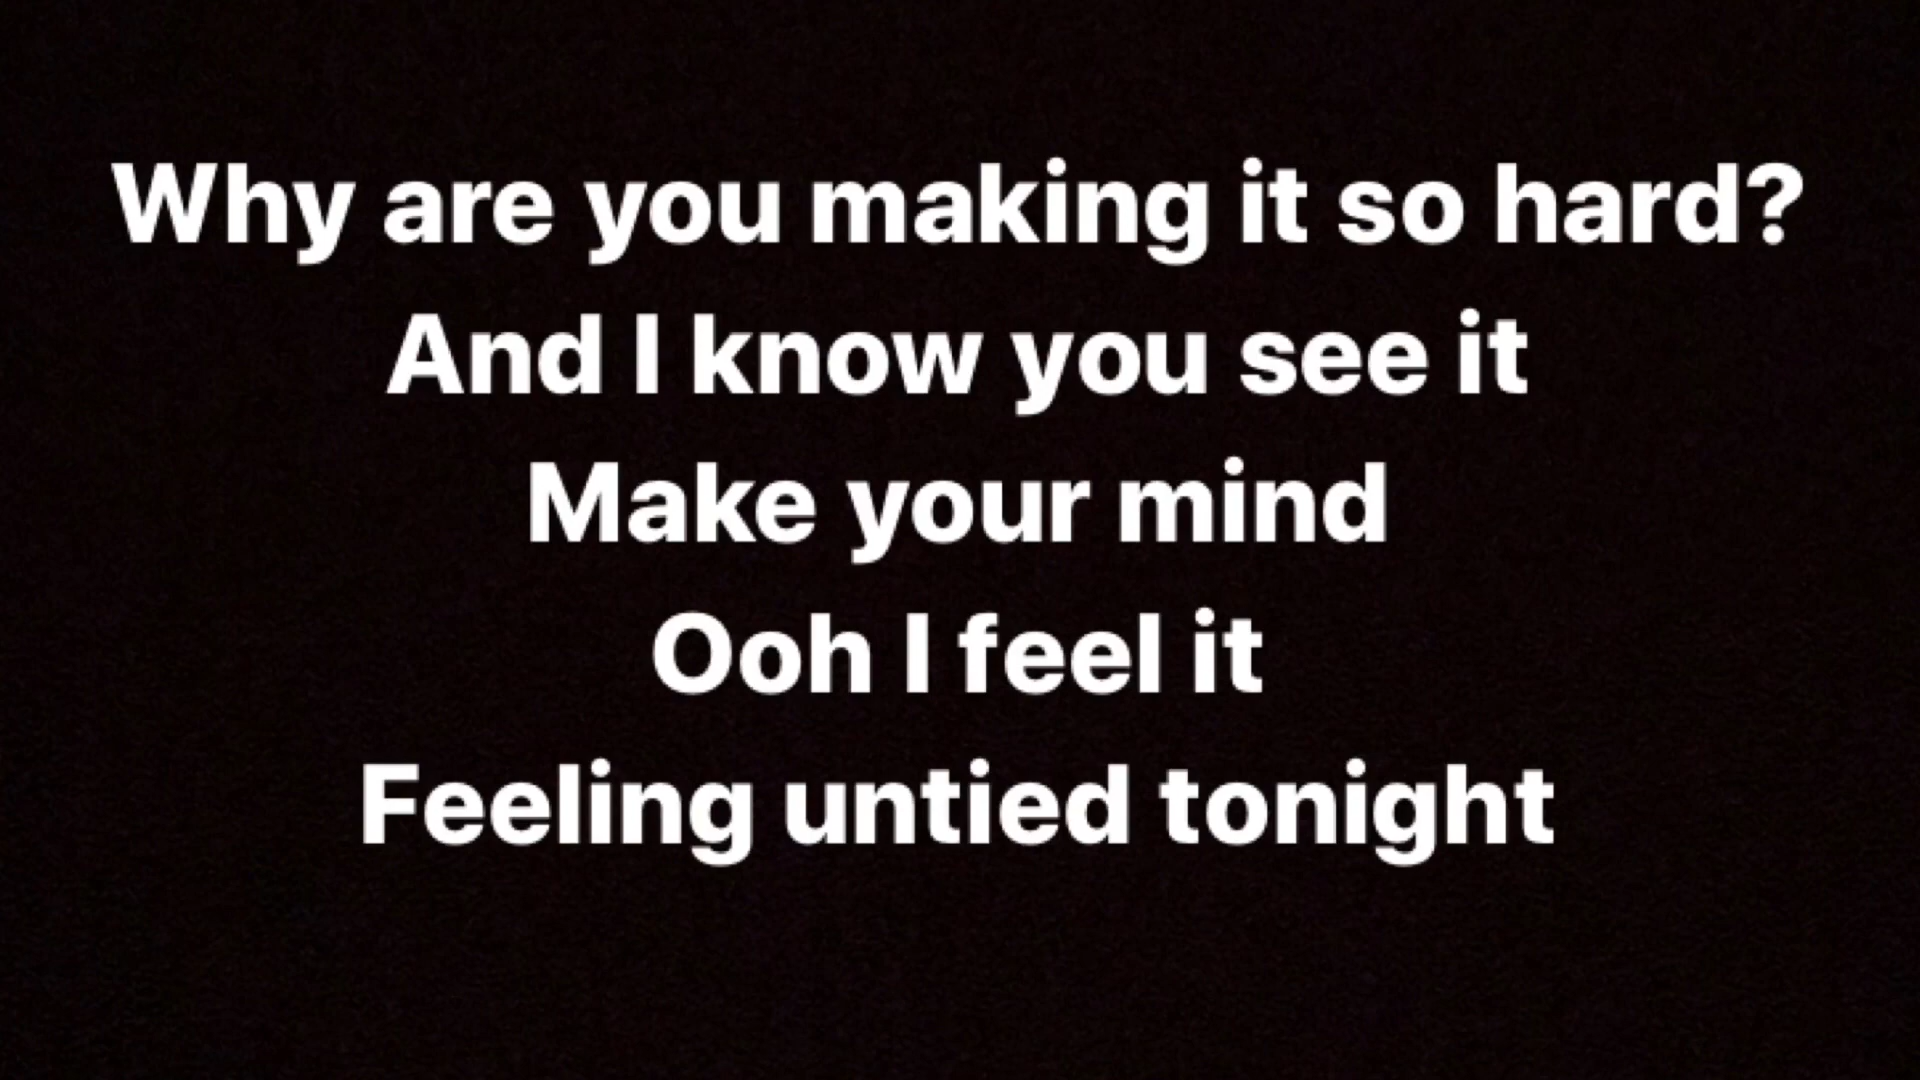 Why are you making it so hard?
And I know you see it
Make your mind
Ooh I feel it
Feeling untied tonight